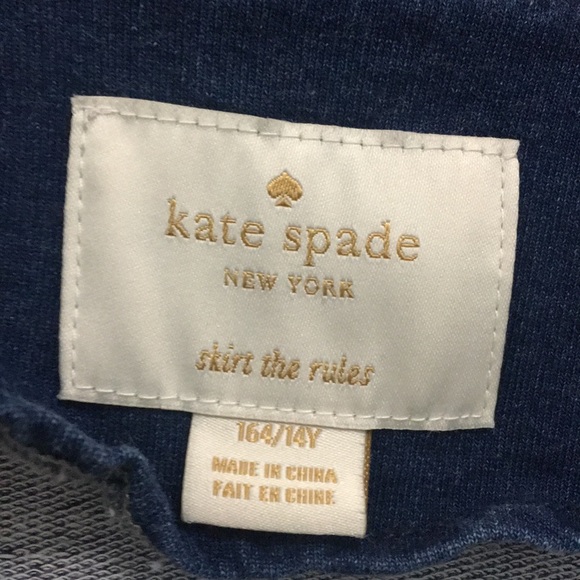 kate spade
NEW YORK
skirt the rules
164/14Y
MADE IN CHINA
FAIT EN CHINE